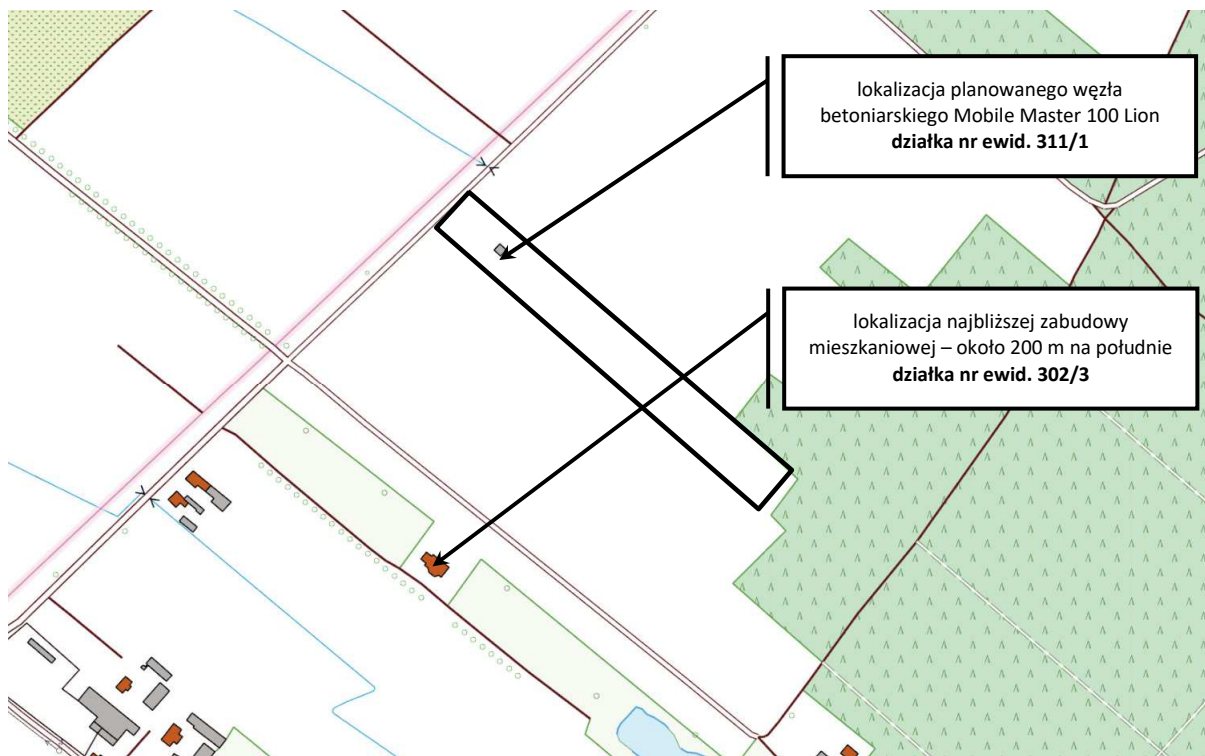 lokalizacja planowanego węzła
betoniarskiego Mobile Master 100 Lion
działka nr ewid. 311/1
lokalizacja najbliższej zabudowy
mieszkaniowej – około 200 m na południe
działka nr ewid. 302/3